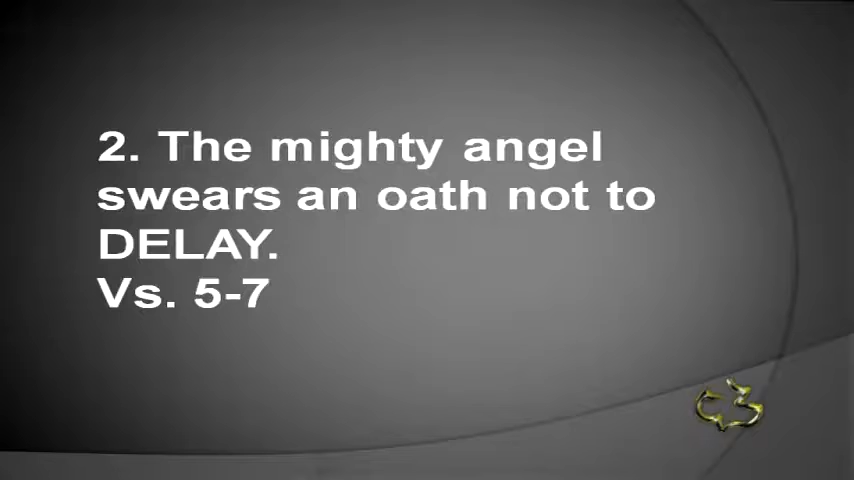 2. The mighty angel
swears an oath not to
DELAY.
Vs. 5-7